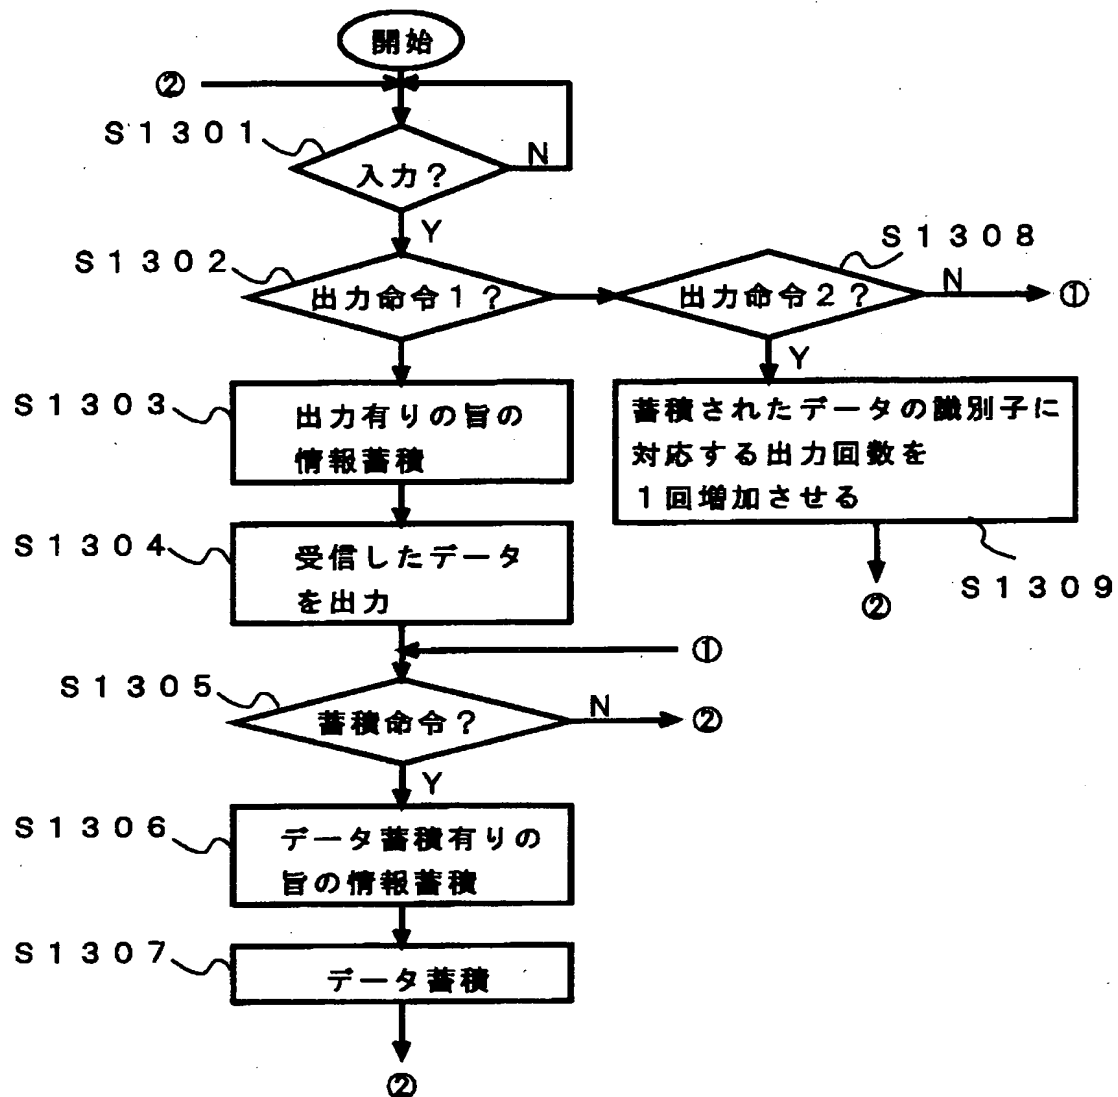 開始
②
S1301
入力?
N
Y
S1302
出力命令1?
S1308
出力命令2?
N
①
Y
S1303
出力有りの旨の
情報蓄積
蓄積されたデータの識別子に
対応する出力回数を
1回増加させる
S1309
②
S1304
受信したデータ
を出力
①
S1305
蓄積命令?
N
②
Y
S1306
データ蓄積有りの
旨の情報蓄積
S1307
データ蓄積
②